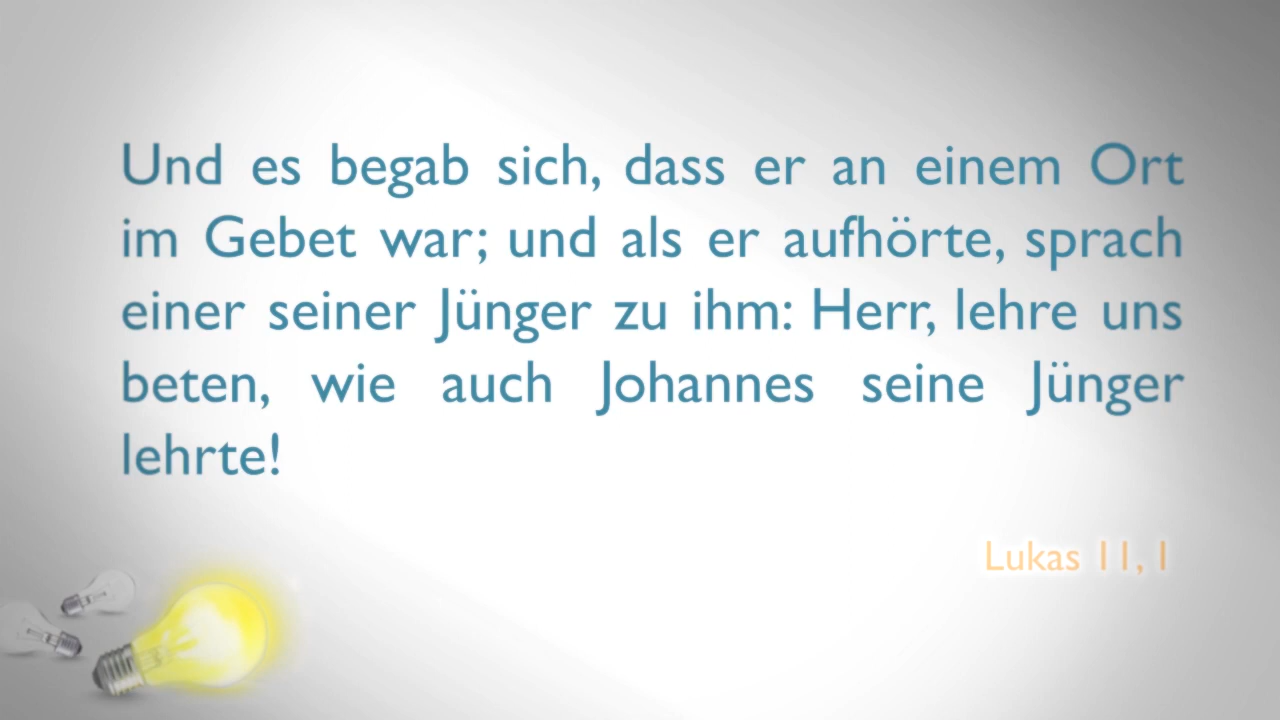 Und es begab sich, dass er an einem Ort
im Gebet war; und als er aufhörte, sprach
einer seiner Jünger zu ihm: Herr, lehre uns
beten, wie auch Johannes seine Jünger
lehrte!
Lukas 11, 1